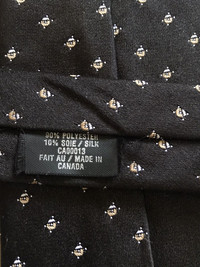 90% POLYESTER
10% SOIE / SILK
CA00013
FAIT AU / MADE IN
CANADA